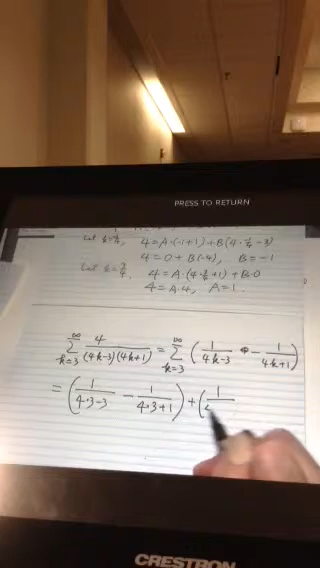 PRESS TO RETURN
Let k=-1/4, 4=A·(-1+1)+B(4·-1/4-3)
4=0+B(-4), B=-1
Let k=3/4, 4=A·(4·3/4+1)+B·0
4=A·4, A=1.
∞∑k=3 4/((4k-3)(4k+1)) = ∞∑k=3 (1/(4k-3) - 1/(4k+1))
= (1/(4·3-3) - 1/(4·3+1)) + (1/4
CRESTRON